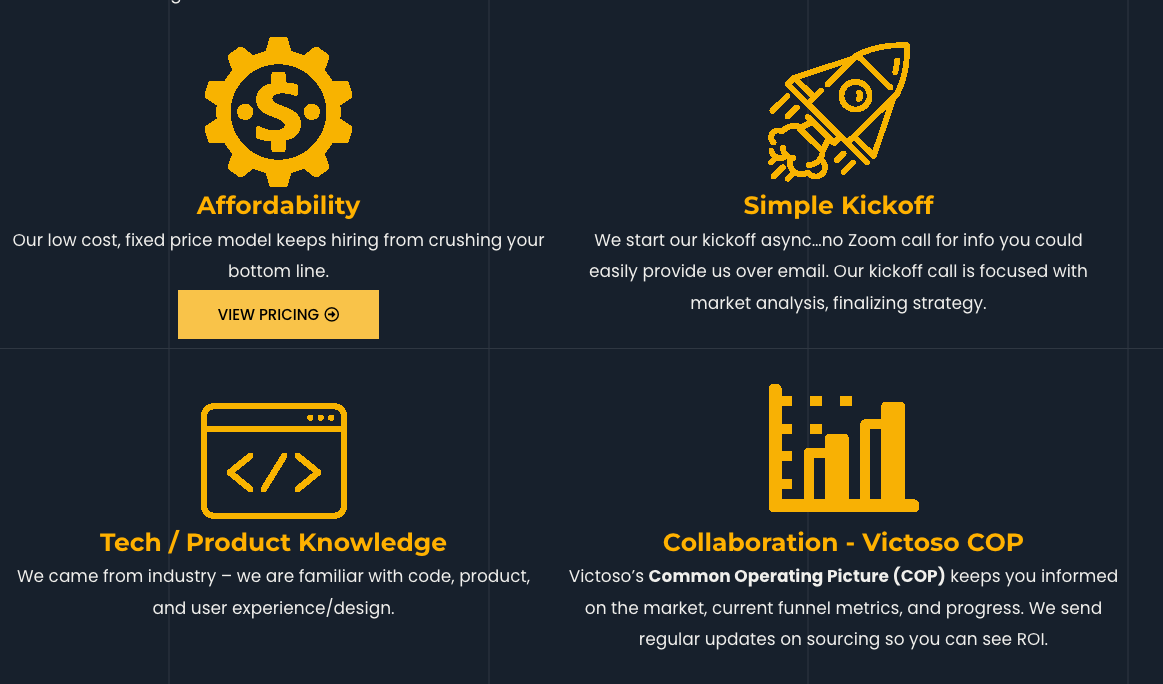 Affordability
Our low cost, fixed price model keeps hiring from crushing your
bottom line.
VIEW PRICING
Simple Kickoff
We start our kickoff async...no Zoom call for info you could
easily provide us over email. Our kickoff call is focused with
market analysis, finalizing strategy.
</>
Tech / Product Knowledge
We came from industry – we are familiar with code, product,
and user experience/design.
Collaboration - Victoso COP
Victoso’s Common Operating Picture (COP) keeps you informed
on the market, current funnel metrics, and progress. We send
regular updates on sourcing so you can see ROI.